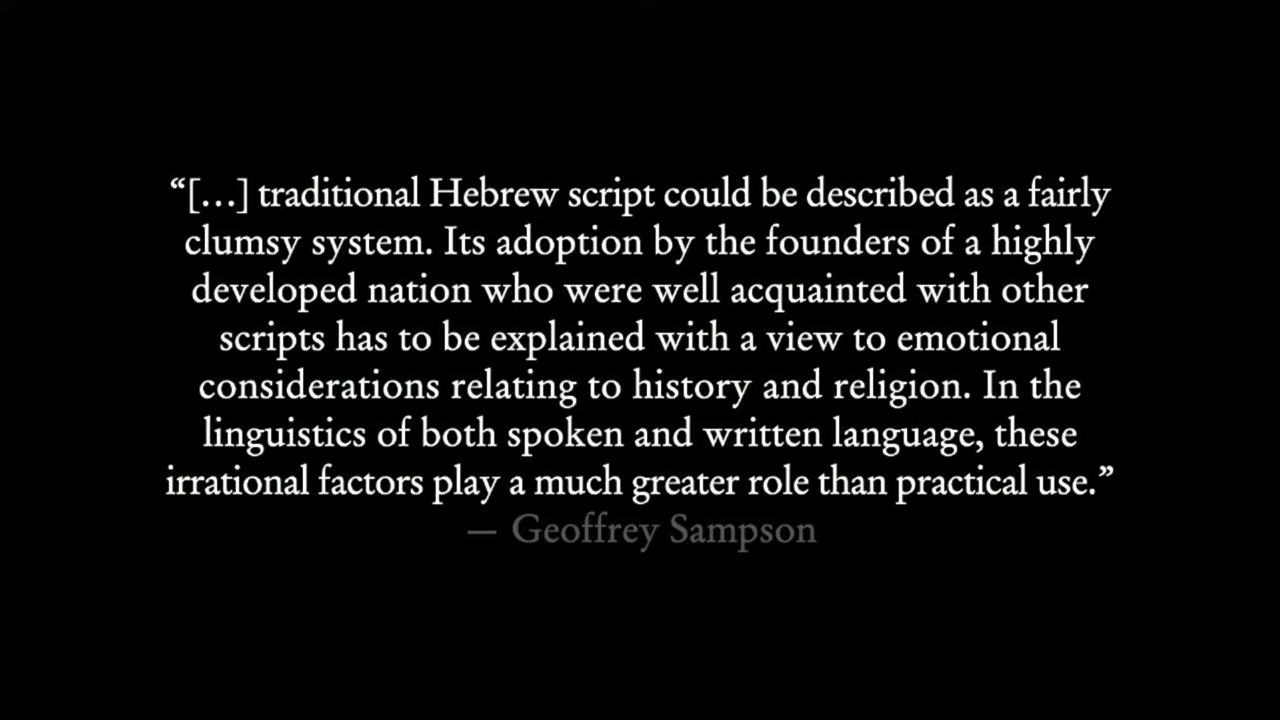 “[…] traditional Hebrew script could be described as a fairly
clumsy system. Its adoption by the founders of a highly
developed nation who were well acquainted with other
scripts has to be explained with a view to emotional
considerations relating to history and religion. In the
linguistics of both spoken and written language, these
irrational factors play a much greater role than practical use.”
— Geoffrey Sampson